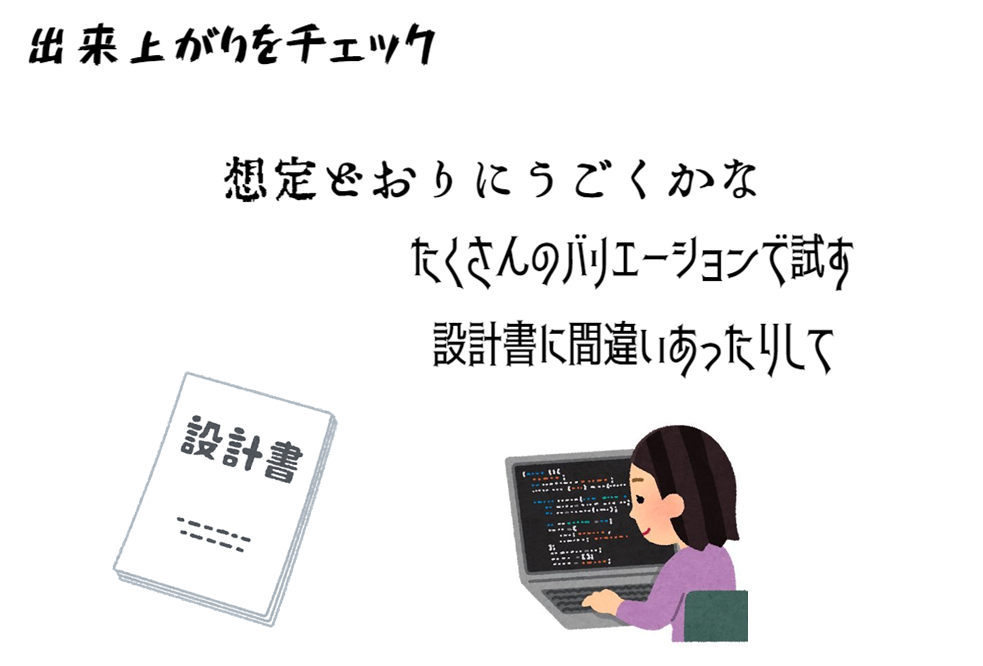 出来上がりをチェック
想定どおりにうごくかな
たくさんのバリエーションで試す
設計書に間違いあったりして
設計書